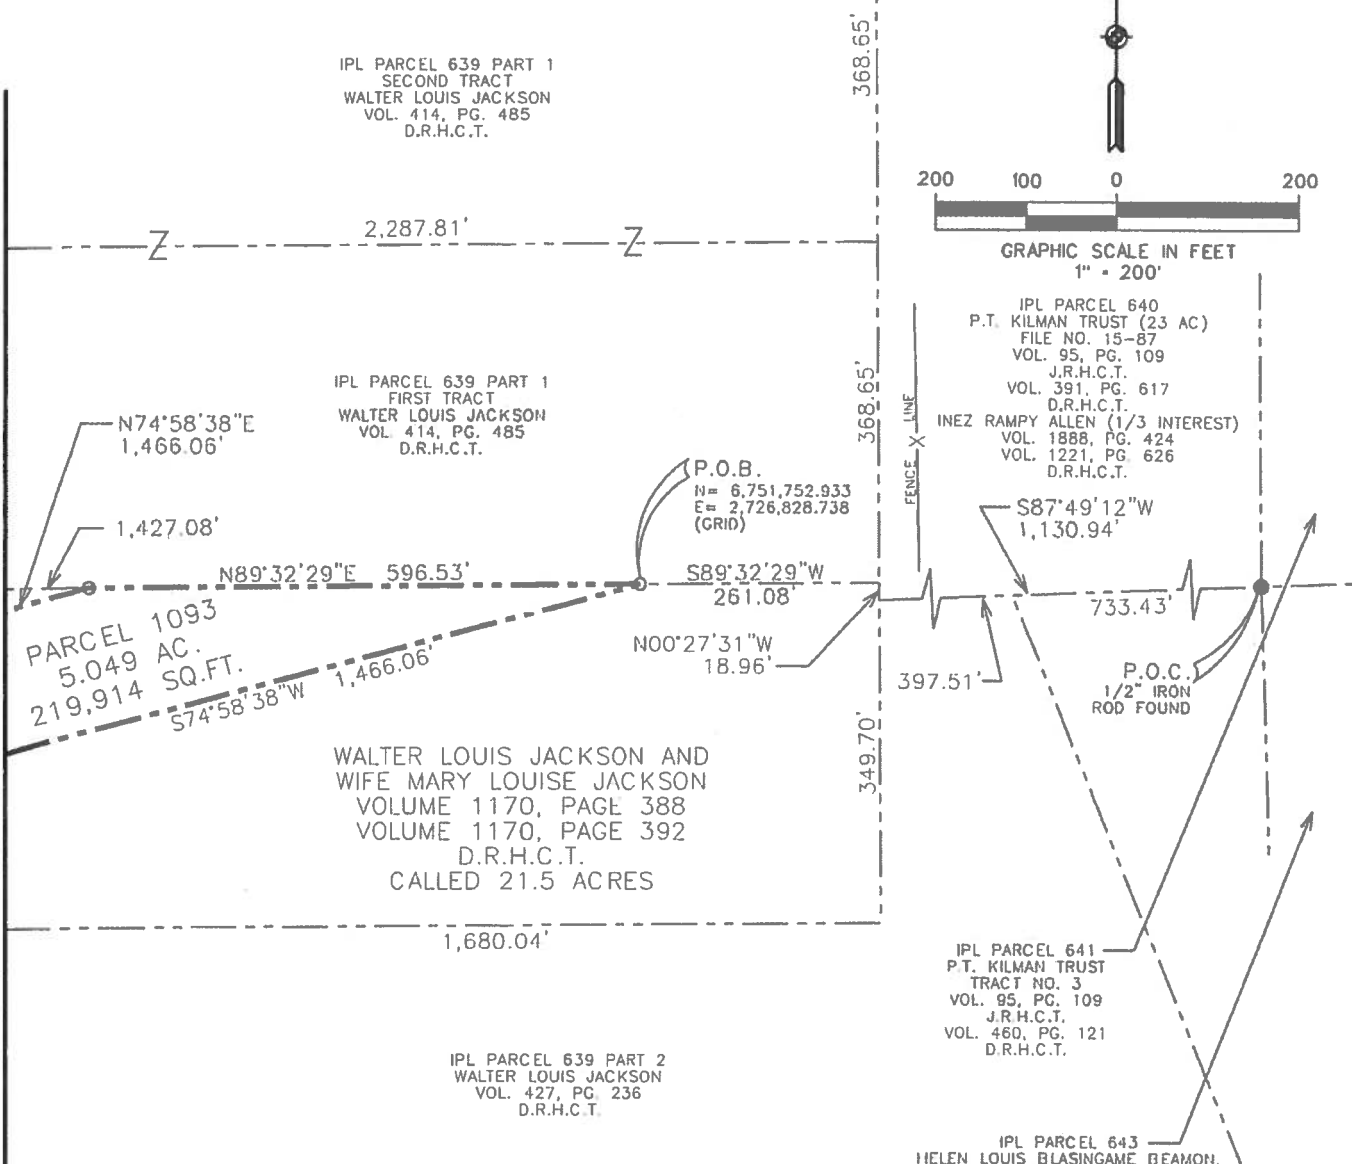 IPL PARCEL 639 PART 1
SECOND TRACT
WALTER LOUIS JACKSON
VOL. 414, PG. 485
D.R.H.C.T.
368.65'
200 100 0 200
GRAPHIC SCALE IN FEET
1" = 200'
2,287.81'
Z Z
IPL PARCEL 640
P.T. KILMAN TRUST (23 AC)
FILE NO. 15-87
VOL. 95, PG. 109
J.R.H.C.T.
VOL. 391, PG. 617
D.R.H.C.T.
INEZ RAMPY ALLEN (1/3 INTEREST)
VOL. 1888, PG. 424
VOL. 1221, PG. 626
D.R.H.C.T.
IPL PARCEL 639 PART 1
FIRST TRACT
WALTER LOUIS JACKSON
VOL. 414, PG. 485
D.R.H.C.T.
368.65'
FENCE X LINE
N74°58'38"E
1,466.06'
P.O.B.
N= 6,751,752.933
E= 2,726,828.738
(GRID)
S87°49'12"W
1,130.94'
1,427.08'
N89°32'29"E 596.53'
S89°32'29"W
261.08'
733.43'
PARCEL 1093
5.049 AC.
219,914 SQ.FT.
S74°58'38"W 1,466.06'
N00°27'31"W
18.96'
397.51'
P.O.C.
1/2" IRON
ROD FOUND
349.70'
WALTER LOUIS JACKSON AND
WIFE MARY LOUISE JACKSON
VOLUME 1170, PAGE 388
VOLUME 1170, PAGE 392
D.R.H.C.T.
CALLED 21.5 ACRES
1,680.04'
IPL PARCEL 641
P.T. KILMAN TRUST
TRACT NO. 3
VOL. 95, PG. 109
J.R.H.C.T.
VOL. 460, PG. 121
D.R.H.C.T.
IPL PARCEL 639 PART 2
WALTER LOUIS JACKSON
VOL. 427, PG. 236
D.R.H.C.T.
IPL PARCEL 643
HELEN LOUIS BLASINGAME BEAMON,